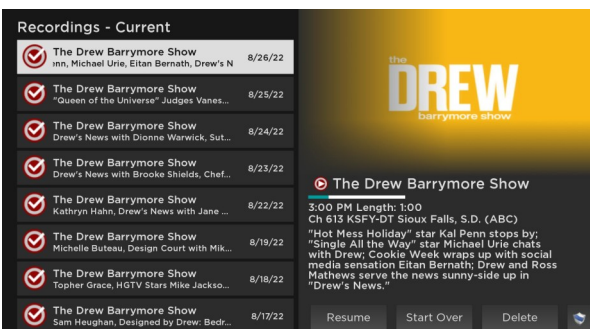 Recordings - Current
The Drew Barrymore Show
enn, Michael Urie, Eitan Bernath, Drew's N
8/26/22
The Drew Barrymore Show
"Queen of the Universe" Judges Vanes...
8/25/22
The Drew Barrymore Show
Drew's News with Dionne Warwick, Sut...
8/24/22
The Drew Barrymore Show
Drew's News with Brooke Shields, Chef...
8/23/22
The Drew Barrymore Show
Kathryn Hahn, Drew's News with Jane ...
8/22/22
The Drew Barrymore Show
Michelle Buteau, Design Court with Mik...
8/19/22
The Drew Barrymore Show
Topher Grace, HGTV Stars Mike Jackso...
8/18/22
The Drew Barrymore Show
Sam Heughan, Designed by Drew: Bedr...
8/17/22
the
DREW
barrymore show
The Drew Barrymore Show
3:00 PM Length: 1:00
Ch 613 KSFY-DT Sioux Falls, S.D. (ABC)
"Hot Mess Holiday" star Kal Penn stops by;
"Single All the Way" star Michael Urie chats
with Drew; Cookie Week wraps up with social
media sensation Eitan Bernath; Drew and Ross
Mathews serve the news sunny-side up in
"Drew's News."
Resume
Start Over
Delete